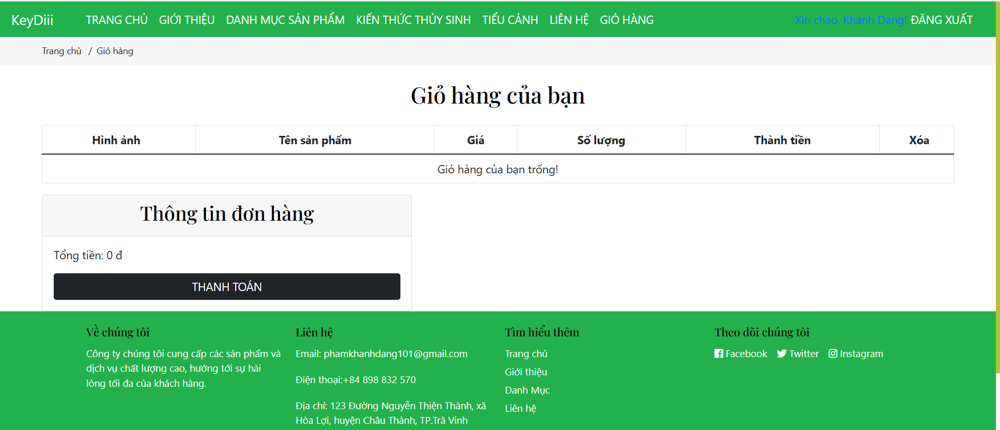 KeyDiii TRANG CHỦ GIỚI THIỆU DANH MỤC SẢN PHẨM KIẾN THỨC THỦY SINH TIỂU CẢNH LIÊN HỆ GIỎ HÀNG Xin chào, Khanh Dang! ĐĂNG XUẤT
Trang chủ / Giỏ hàng
Giỏ hàng của bạn
Hình ảnh Tên sản phẩm Giá Số lượng Thành tiền Xóa
Giỏ hàng của bạn trống!
Thông tin đơn hàng
Tổng tiền: 0 đ
THANH TOÁN
Về chúng tôi
Công ty chúng tôi cung cấp các sản phẩm và
dịch vụ chất lượng cao, hướng tới sự hài
lòng tối đa của khách hàng.
Liên hệ
Email: phamkhanhdang101@gmail.com
Điện thoại:+84 898 832 570
Địa chỉ: 123 Đường Nguyễn Thiện Thành, xã
Hòa Lợi, huyện Châu Thành, TP.Trà Vinh
Tìm hiểu thêm
Trang chủ
Giới thiệu
Danh Mục
Liên hệ
Theo dõi chúng tôi
Facebook Twitter Instagram